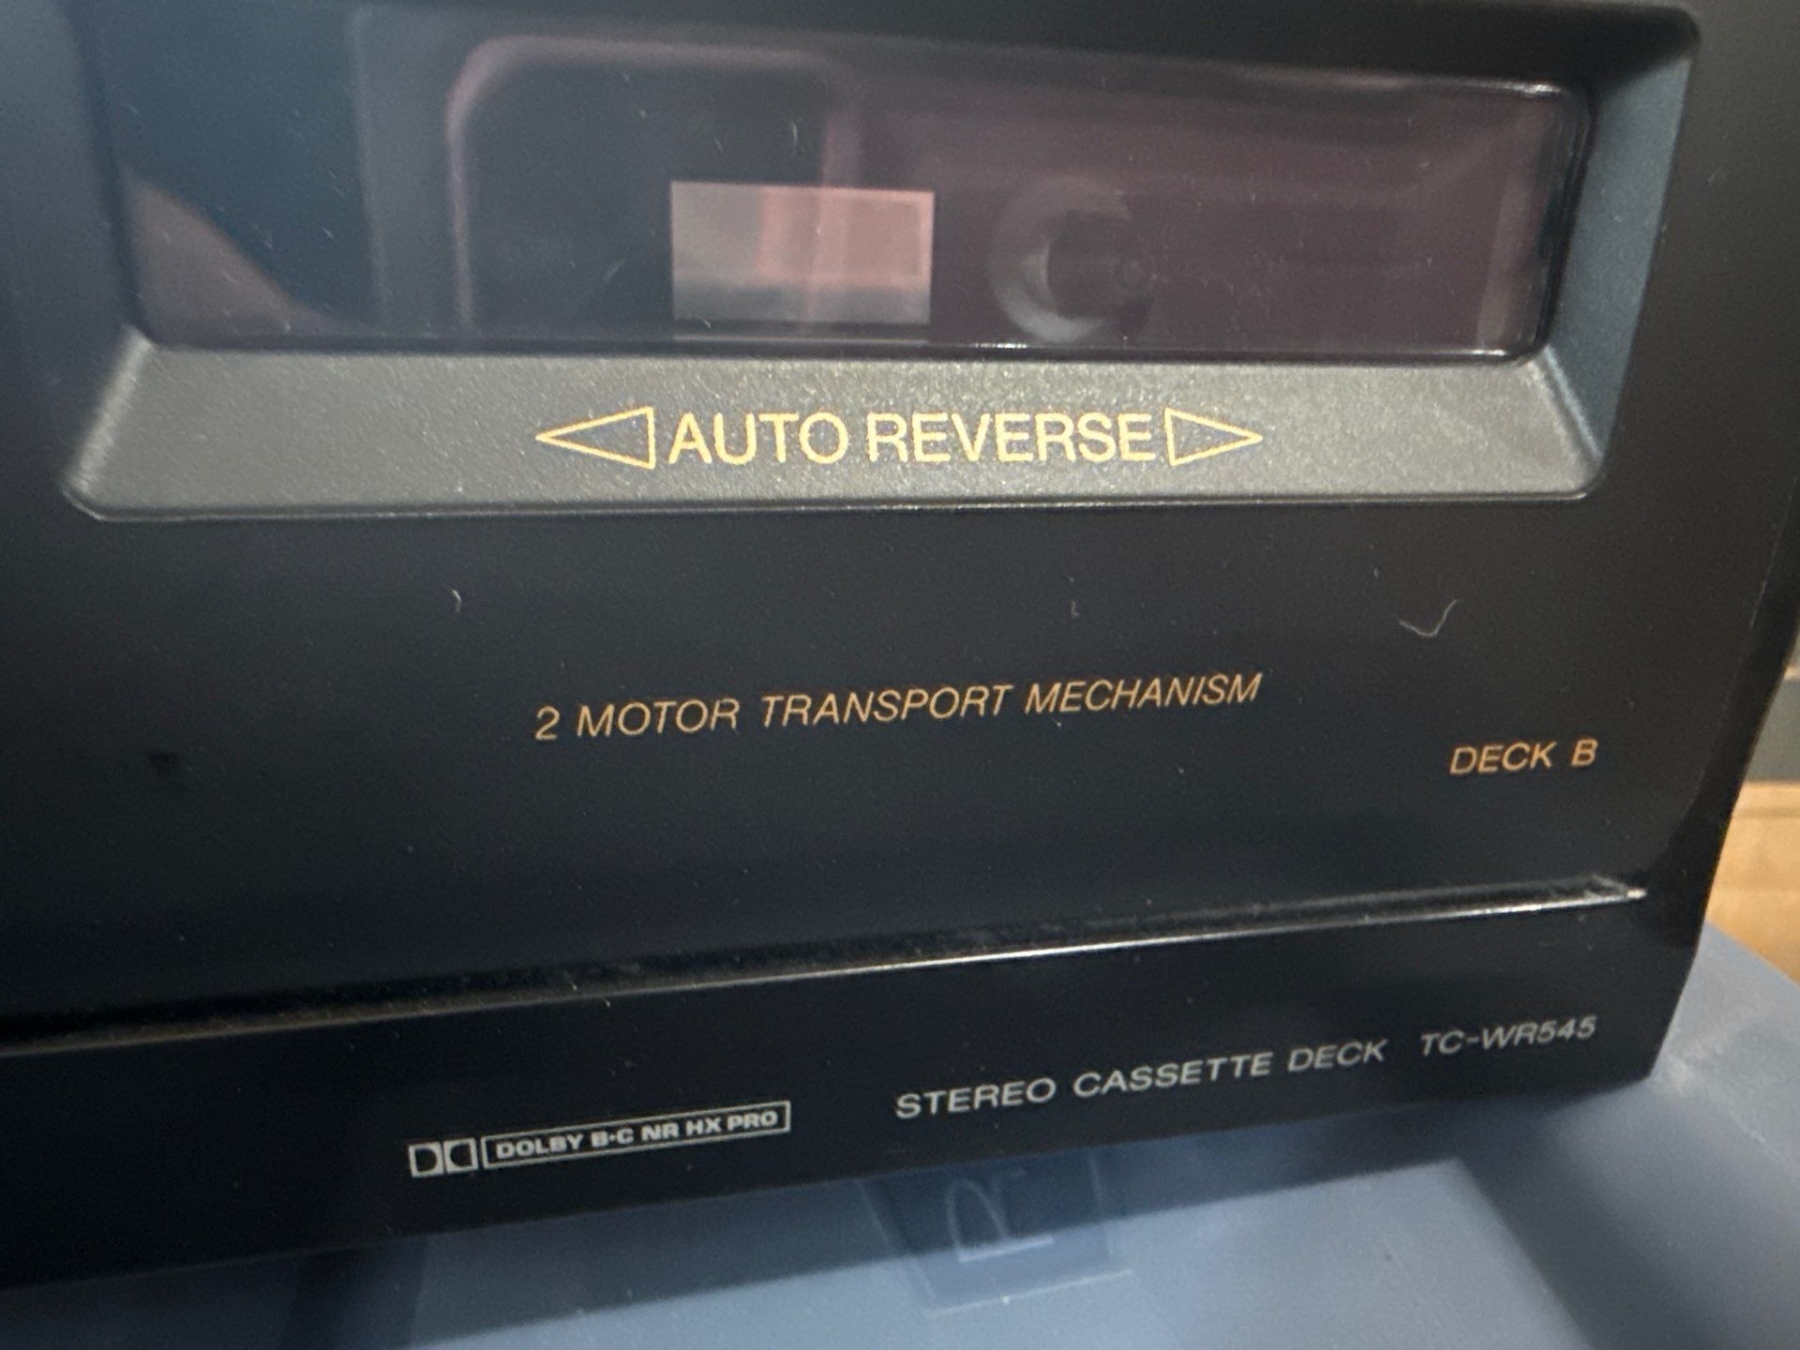 AUTO REVERSE
2 MOTOR TRANSPORT MECHANISM
DECK B
STEREO CASSETTE DECK TC-WR545
DOLBY B·C NR HX PRO